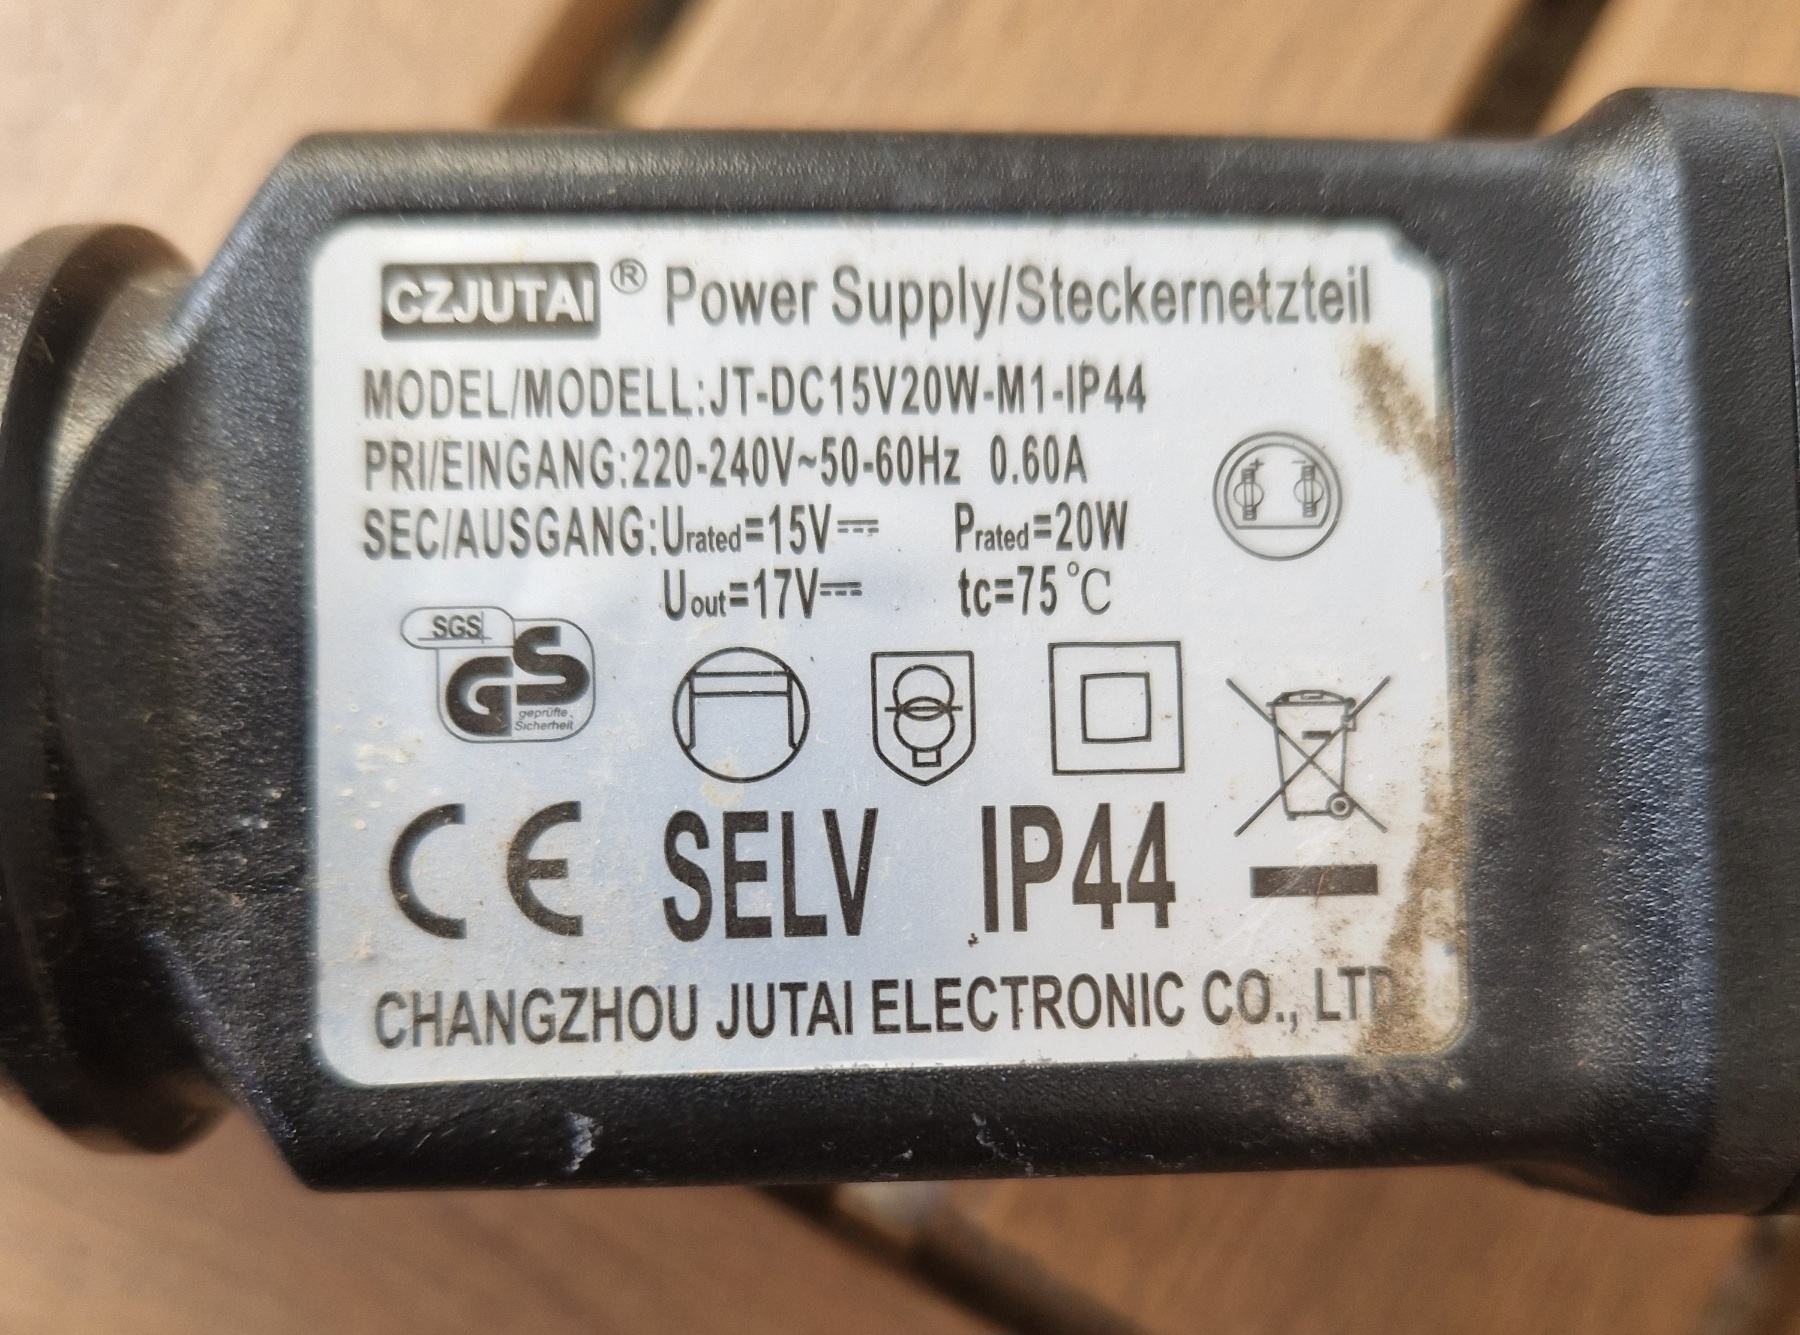 CZJUTAI ® Power Supply/Steckernetzteil
MODEL/MODELL:JT-DC15V20W-M1-IP44
PRI/EINGANG:220-240V~50-60Hz 0.60A
SEC/AUSGANG:Urated=15V⎓ Prated=20W
Uout=17V⎓ tc=75℃
+ -
SGS
GS
geprüfte
Sicherheit
CE SELV IP44
CHANGZHOU JUTAI ELECTRONIC CO., LTD